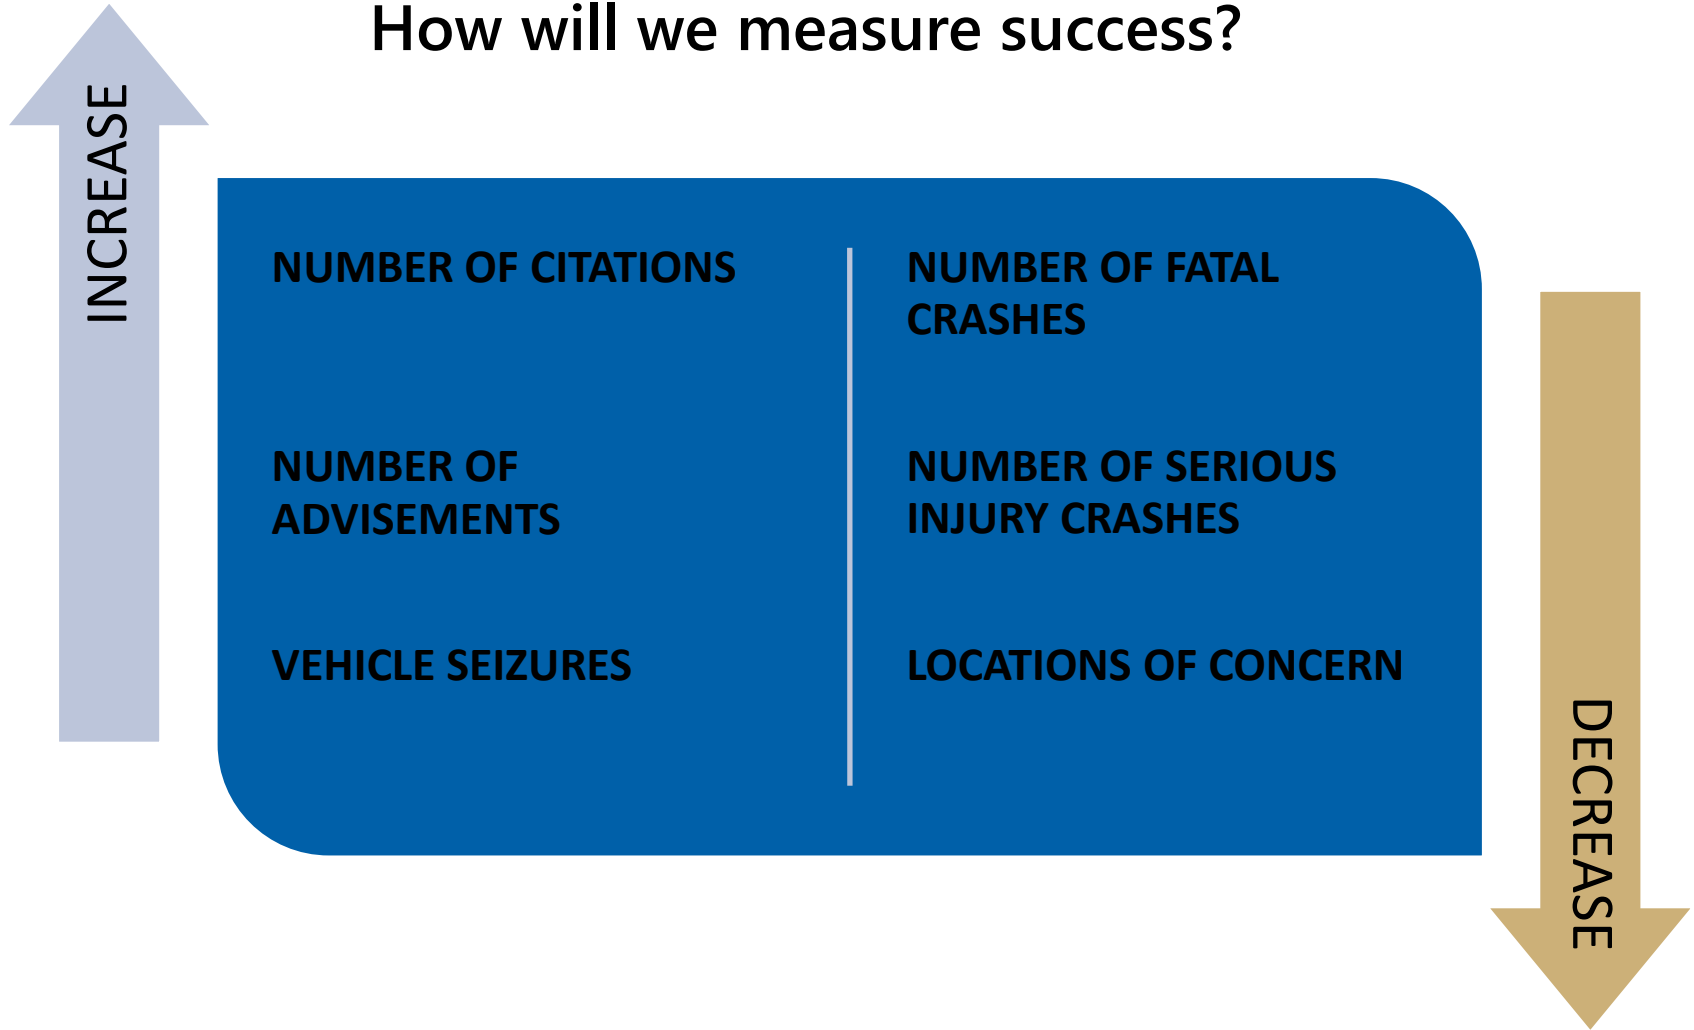 How will we measure success?
INCREASE
NUMBER OF CITATIONS
NUMBER OF
ADVISEMENTS
VEHICLE SEIZURES
NUMBER OF FATAL
CRASHES
NUMBER OF SERIOUS
INJURY CRASHES
LOCATIONS OF CONCERN
DECREASE